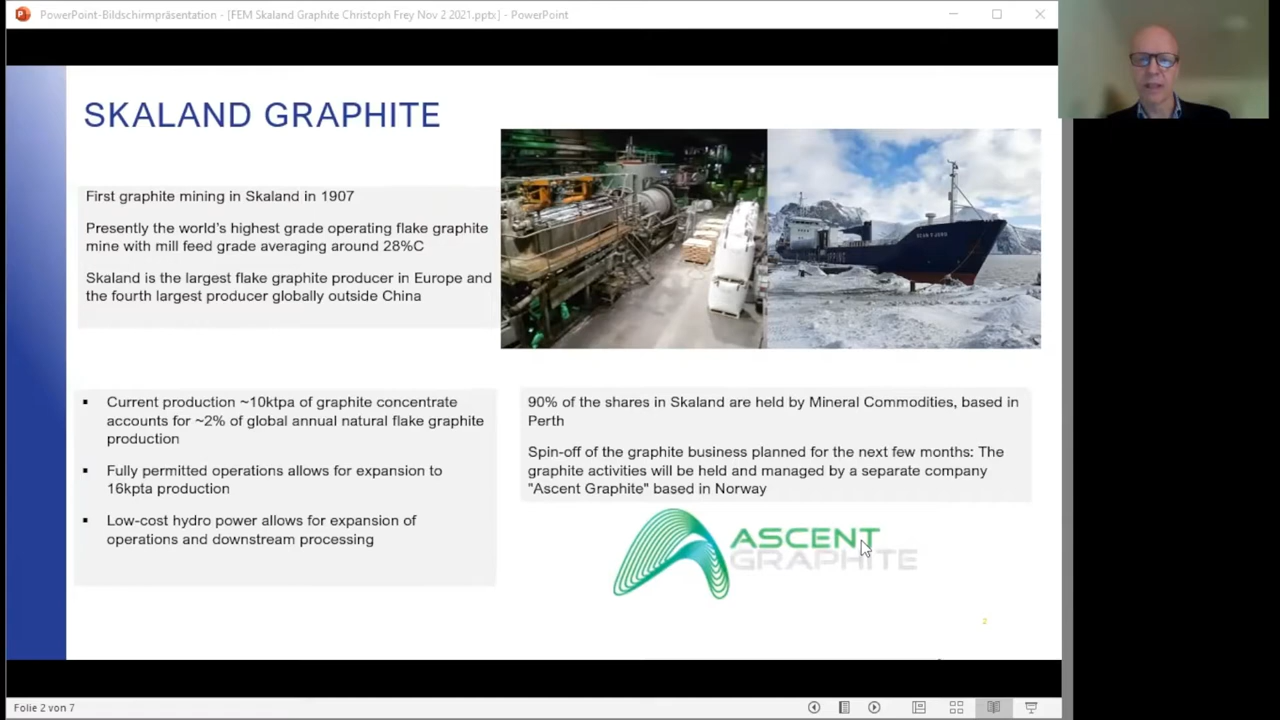 PowerPoint-Bildschirmpräsentation - [FEM Skaland Graphite Christoph Frey Nov 2 2021.pptx] - PowerPoint
SKALAND GRAPHITE
First graphite mining in Skaland in 1907
Presently the world's highest grade operating flake graphite
mine with mill feed grade averaging around 28%C
Skaland is the largest flake graphite producer in Europe and
the fourth largest producer globally outside China
▪ Current production ~10ktpa of graphite concentrate
accounts for ~2% of global annual natural flake graphite
production
▪ Fully permitted operations allows for expansion to
16kpta production
▪ Low-cost hydro power allows for expansion of
operations and downstream processing
90% of the shares in Skaland are held by Mineral Commodities, based in
Perth
Spin-off of the graphite business planned for the next few months: The
graphite activities will be held and managed by a separate company
"Ascent Graphite" based in Norway
ASCENT
GRAPHITE
2
Folie 2 von 7